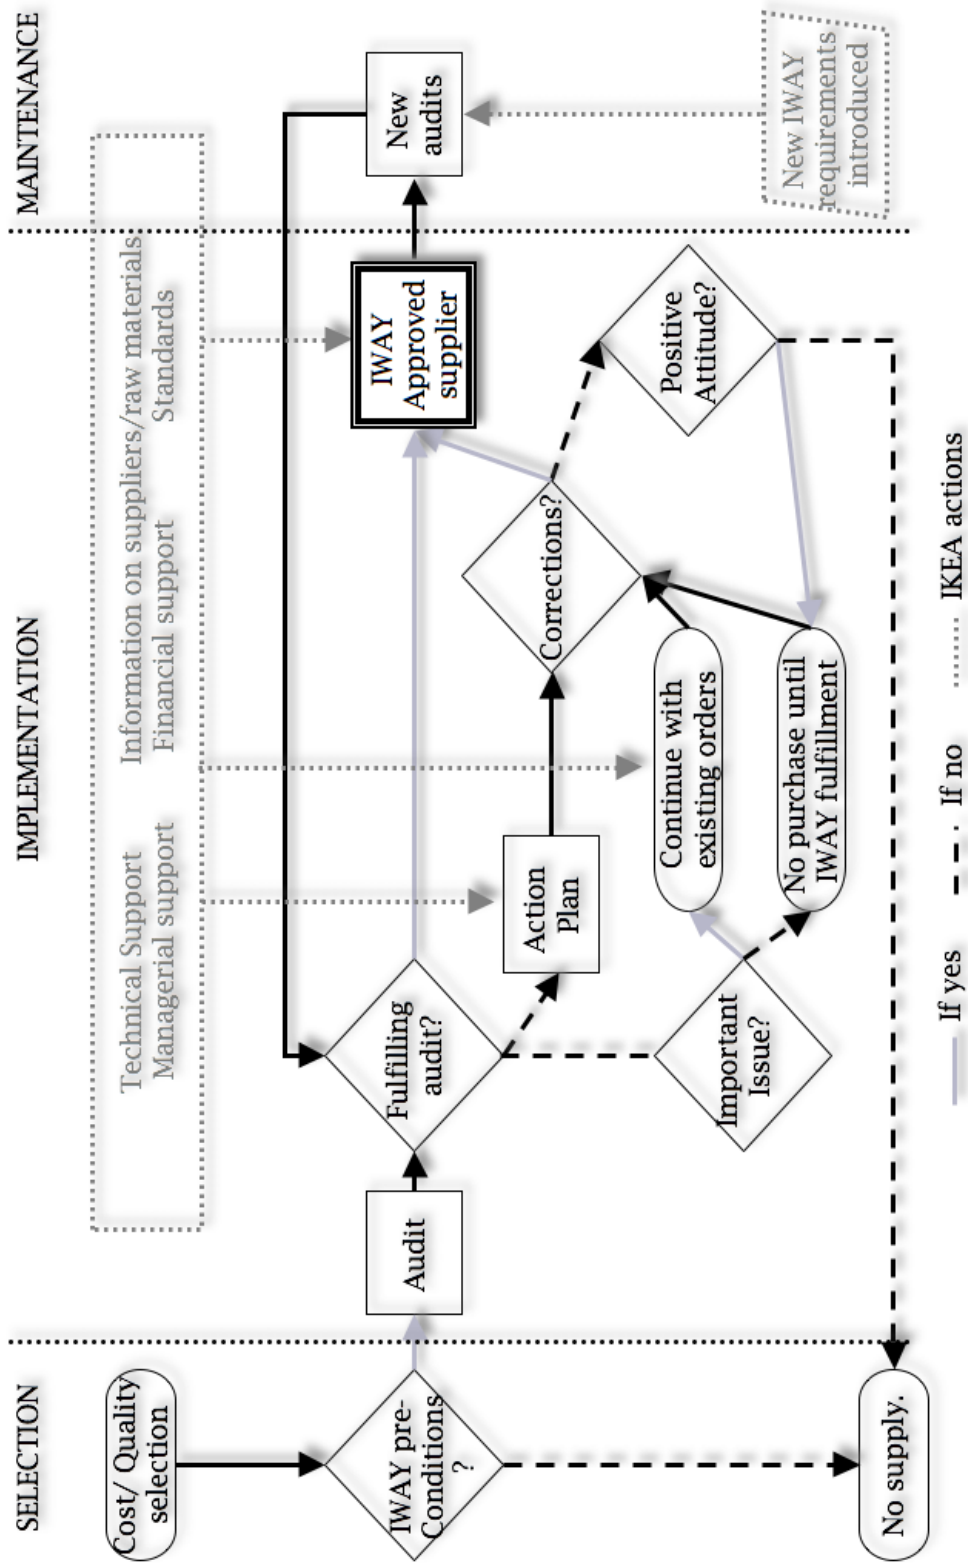 SELECTION
IMPLEMENTATION
MAINTENANCE
Cost/ Quality
selection
IWAY pre-
Conditions
?
No supply.
Technical Support
Managerial support
Information on suppliers/raw materials
Financial support
Standards
Audit
Fulfilling
audit?
Action
Plan
Important
Issue?
Continue with
existing orders
No purchase until
IWAY fulfillment
Corrections?
IWAY
Approved
supplier
Positive
Attitude?
New
audits
New IWAY
requirements
introduced
If yes
If no
IKEA actions